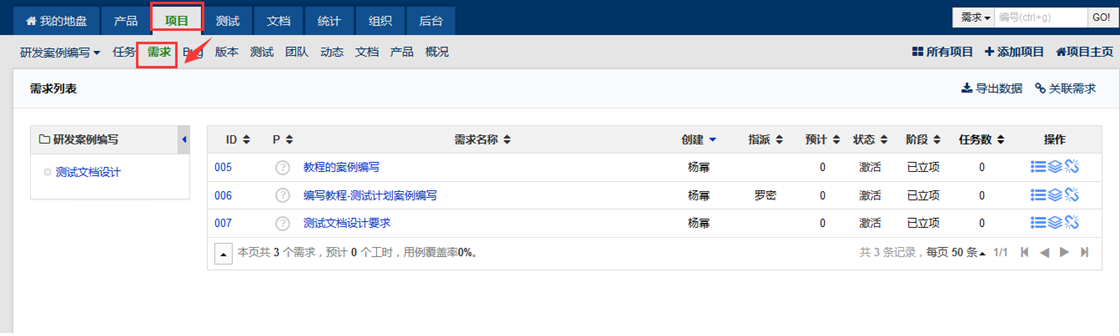 我的地盘 产品 项目 测试 文档 统计 组织 后台 需求 编号(ctrl+g) GO!
研发案例编写 任务 需求 Bug 版本 测试 团队 动态 文档 产品 概况 所有项目 添加项目 项目主页
需求列表 导出数据 关联需求
研发案例编写
测试文档设计
ID P 需求名称 创建 指派 预计 状态 阶段 任务数 操作
005 ? 教程的案例编写 杨幂 0 激活 已立项 0
006 ? 编写教程-测试计划案例编写 杨幂 罗密 0 激活 已立项 0
007 ? 测试文档设计要求 杨幂 0 激活 已立项 0
本页共 3 个需求，预计 0 个工时，用例覆盖率0%。 共 3 条记录，每页 50 条 1/1